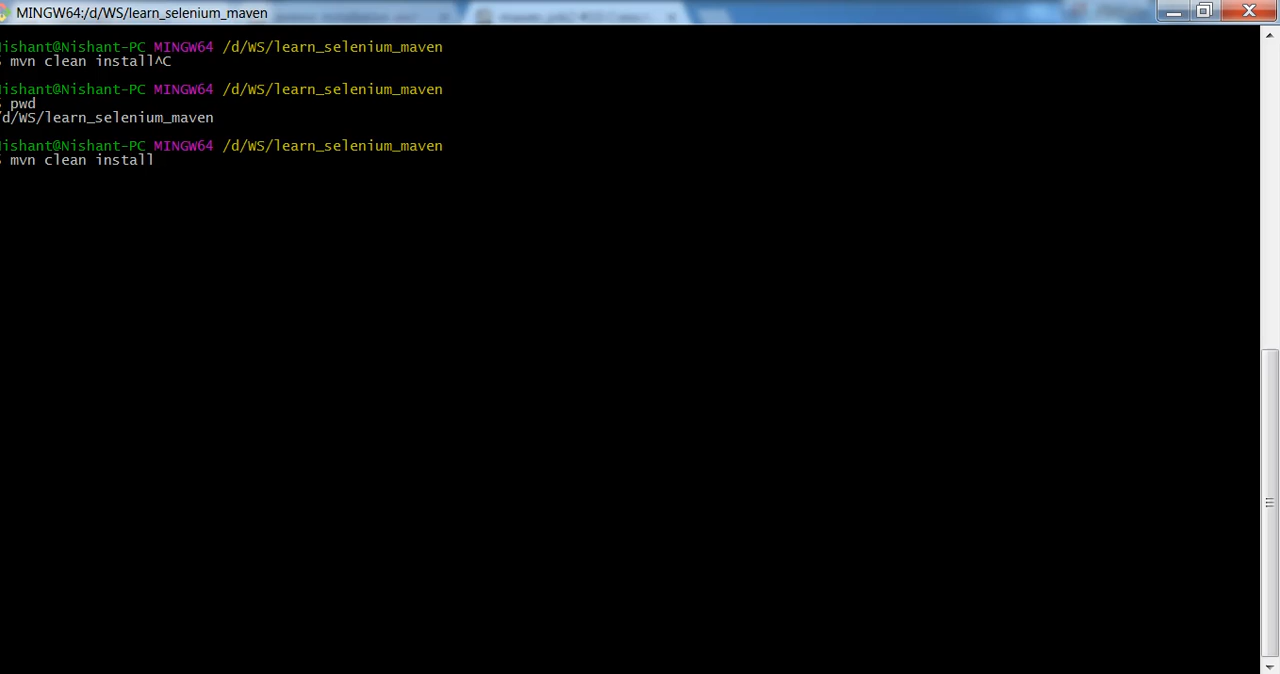 MINGW64:/d/WS/learn_selenium_maven
ishant@Nishant-PC MINGW64 /d/WS/learn_selenium_maven
$ mvn clean install^C
ishant@Nishant-PC MINGW64 /d/WS/learn_selenium_maven
$ pwd
/d/WS/learn_selenium_maven
ishant@Nishant-PC MINGW64 /d/WS/learn_selenium_maven
$ mvn clean install